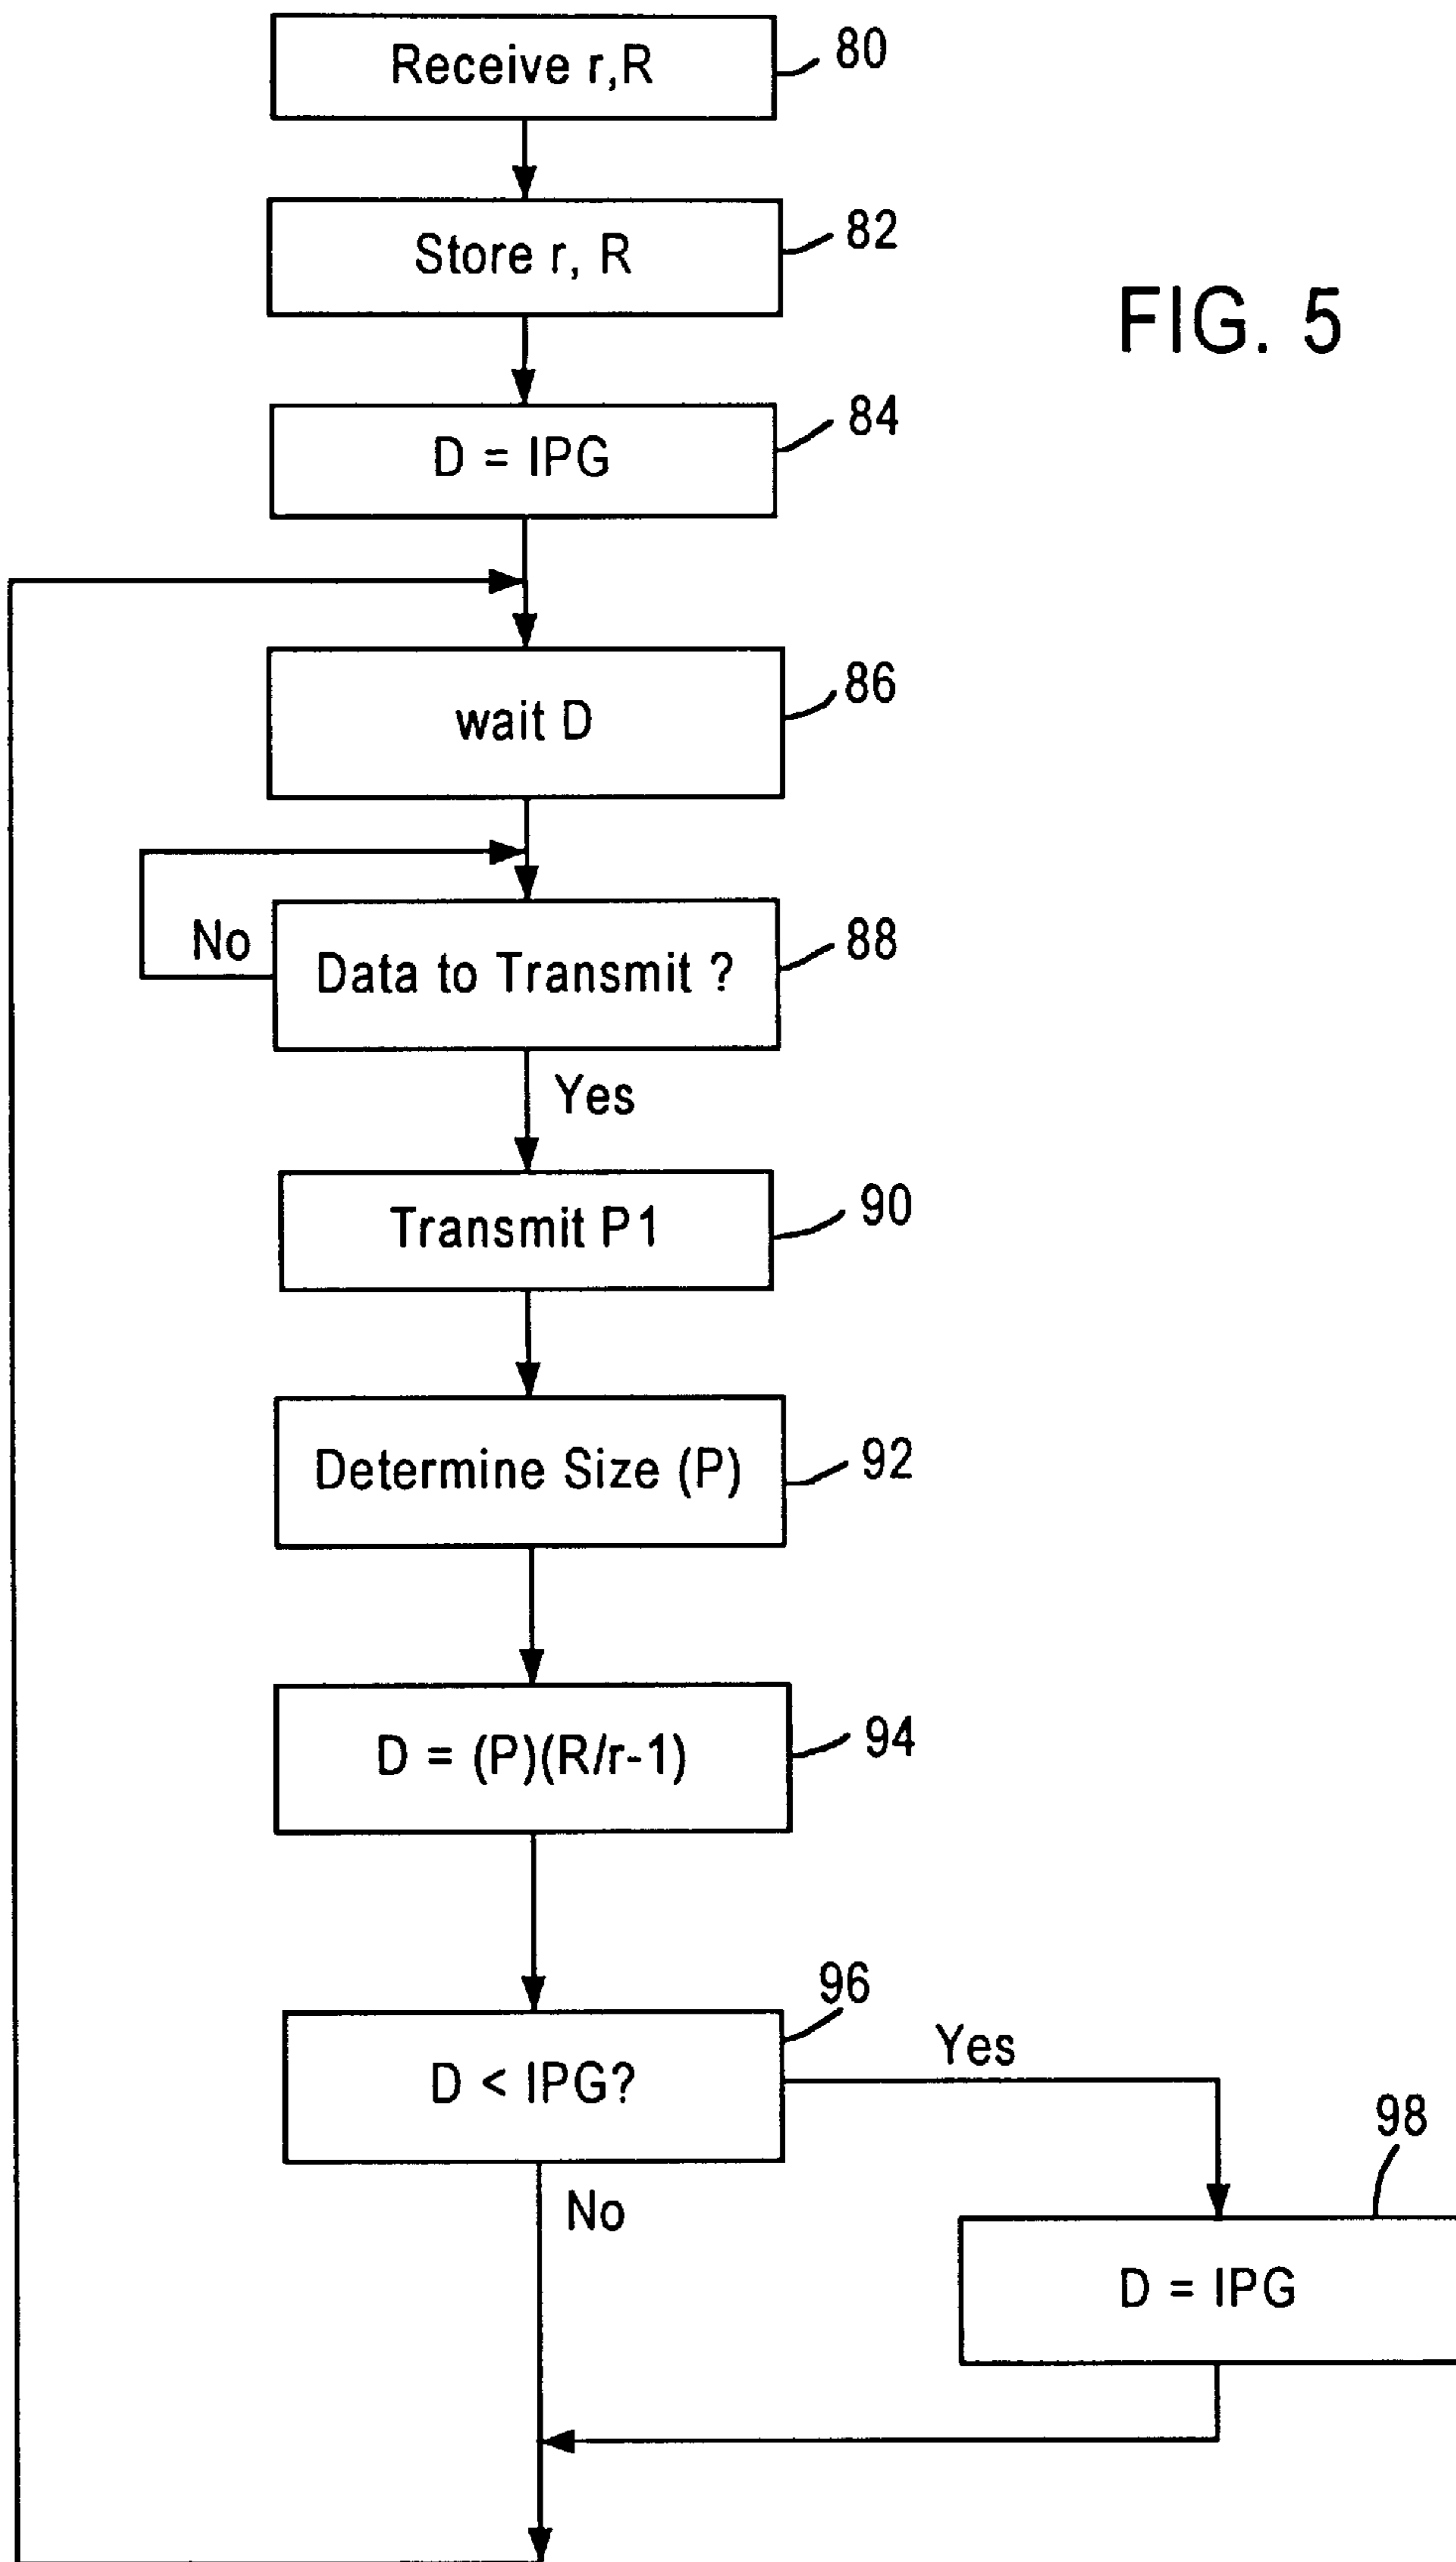 Receive r,R
80
Store r, R
82
FIG. 5
D = IPG
84
wait D
86
No
Data to Transmit ?
88
Yes
Transmit P1
90
Determine Size (P)
92
D = (P)(R/r-1)
94
96
D < IPG?
Yes
No
98
D = IPG